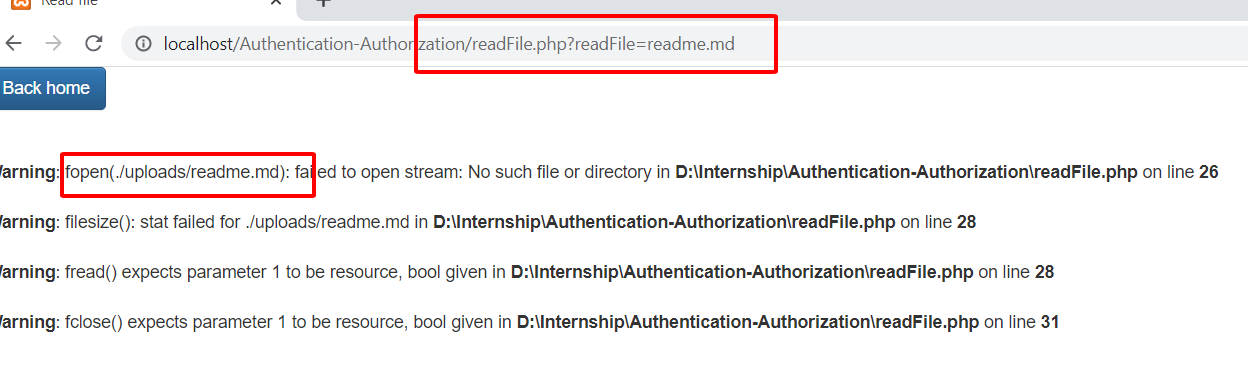 Read file
localhost/Authentication-Authorization/readFile.php?readFile=readme.md
Back home
Warning: fopen(./uploads/readme.md): failed to open stream: No such file or directory in D:\Internship\Authentication-Authorization\readFile.php on line 26
Warning: filesize(): stat failed for ./uploads/readme.md in D:\Internship\Authentication-Authorization\readFile.php on line 28
Warning: fread() expects parameter 1 to be resource, bool given in D:\Internship\Authentication-Authorization\readFile.php on line 28
Warning: fclose() expects parameter 1 to be resource, bool given in D:\Internship\Authentication-Authorization\readFile.php on line 31